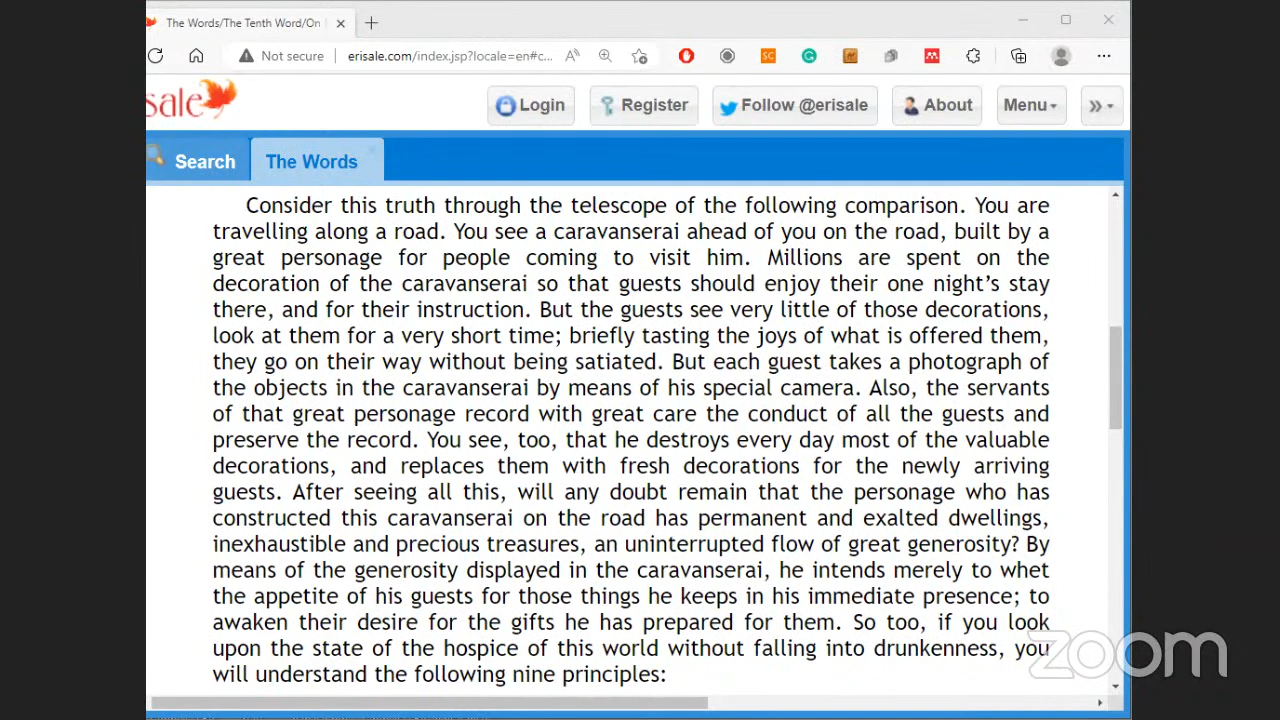 The Words/The Tenth Word/On
Not secure
erisale.com/index.jsp?locale=en#c...
SC
isale
Login
Register
Follow @erisale
About
Menu
»
Search
The Words
Consider this truth through the telescope of the following comparison. You are
travelling along a road. You see a caravanserai ahead of you on the road, built by a
great personage for people coming to visit him. Millions are spent on the
decoration of the caravanserai so that guests should enjoy their one night’s stay
there, and for their instruction. But the guests see very little of those decorations,
look at them for a very short time; briefly tasting the joys of what is offered them,
they go on their way without being satiated. But each guest takes a photograph of
the objects in the caravanserai by means of his special camera. Also, the servants
of that great personage record with great care the conduct of all the guests and
preserve the record. You see, too, that he destroys every day most of the valuable
decorations, and replaces them with fresh decorations for the newly arriving
guests. After seeing all this, will any doubt remain that the personage who has
constructed this caravanserai on the road has permanent and exalted dwellings,
inexhaustible and precious treasures, an uninterrupted flow of great generosity? By
means of the generosity displayed in the caravanserai, he intends merely to whet
the appetite of his guests for those things he keeps in his immediate presence; to
awaken their desire for the gifts he has prepared for them. So too, if you look
upon the state of the hospice of this world without falling into drunkenness, you
will understand the following nine principles:
zoom